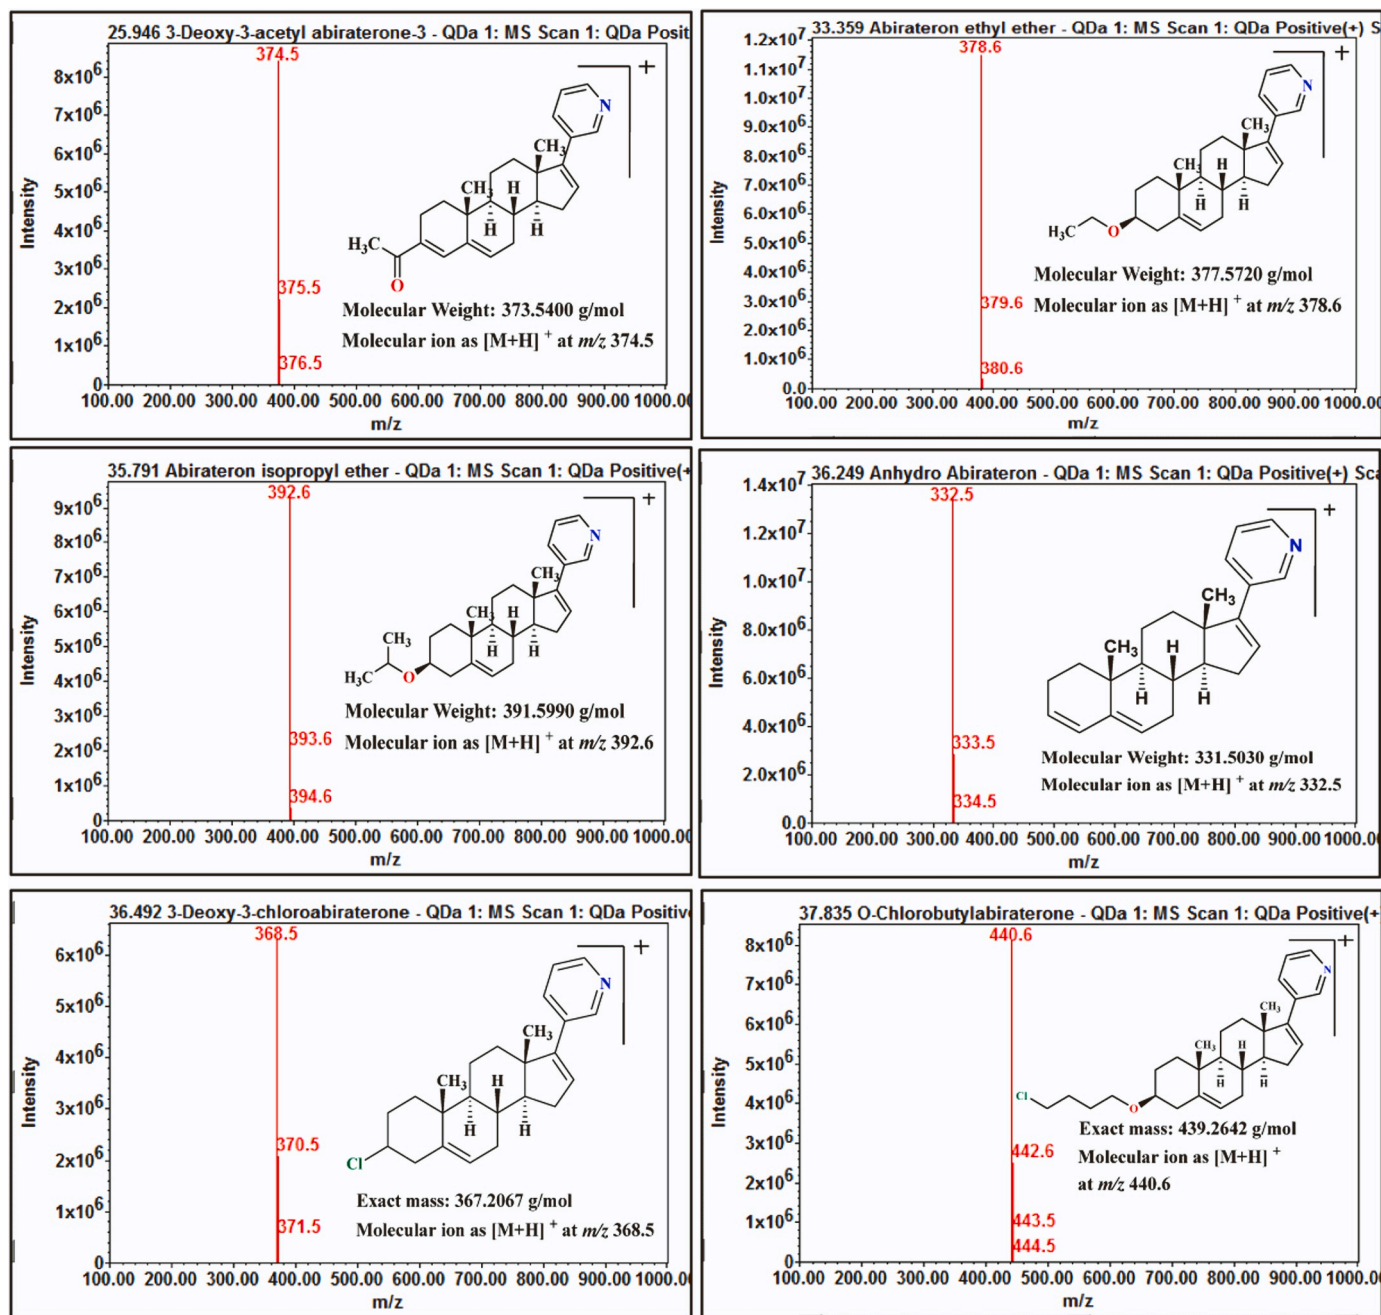 25.946 3-Deoxy-3-acetyl abiraterone-3 - QDa 1: MS Scan 1: QDa Posit
374.5
8x10^6
7x10^6
6x10^6
5x10^6
4x10^6
3x10^6
2x10^6
1x10^6
0
Intensity
375.5
376.5
+
N
CH3
CH3
H
H
H
H3C
O
Molecular Weight: 373.5400 g/mol
Molecular ion as [M+H] + at m/z 374.5
100.00 200.00 300.00 400.00 500.00 600.00 700.00 800.00 900.00 1000.00
m/z
33.359 Abirateron ethyl ether - QDa 1: MS Scan 1: QDa Positive(+) S
378.6
1.2x10^7
1.1x10^7
1.0x10^7
9.0x10^6
8.0x10^6
7.0x10^6
6.0x10^6
5.0x10^6
4.0x10^6
3.0x10^6
2.0x10^6
1.0x10^6
0.0
Intensity
379.6
380.6
+
N
CH3
CH3
H
H
H
H3C
O
Molecular Weight: 377.5720 g/mol
Molecular ion as [M+H] + at m/z 378.6
100.00 200.00 300.00 400.00 500.00 600.00 700.00 800.00 900.00 1000.00
m/z
35.791 Abirateron isopropyl ether - QDa 1: MS Scan 1: QDa Positive(+
392.6
9x10^6
8x10^6
7x10^6
6x10^6
5x10^6
4x10^6
3x10^6
2x10^6
1x10^6
0
Intensity
393.6
394.6
+
N
CH3
CH3
H
H
H
CH3
H3C
O
Molecular Weight: 391.5990 g/mol
Molecular ion as [M+H] + at m/z 392.6
100.00 200.00 300.00 400.00 500.00 600.00 700.00 800.00 900.00 1000.00
m/z
36.249 Anhydro Abirateron - QDa 1: MS Scan 1: QDa Positive(+) Sca
332.5
1.4x10^7
1.2x10^7
1.0x10^7
8.0x10^6
6.0x10^6
4.0x10^6
2.0x10^6
0.0
Intensity
333.5
334.5
+
N
CH3
CH3
H
H
H
Molecular Weight: 331.5030 g/mol
Molecular ion as [M+H] + at m/z 332.5
100.00 200.00 300.00 400.00 500.00 600.00 700.00 800.00 900.00 1000.00
m/z
36.492 3-Deoxy-3-chloroabiraterone - QDa 1: MS Scan 1: QDa Positive
368.5
6x10^6
5x10^6
4x10^6
3x10^6
2x10^6
1x10^6
0
Intensity
370.5
371.5
+
N
CH3
CH3
H
H
H
Cl
Exact mass: 367.2067 g/mol
Molecular ion as [M+H] + at m/z 368.5
100.00 200.00 300.00 400.00 500.00 600.00 700.00 800.00 900.00 1000.00
m/z
37.835 O-Chlorobutylabiraterone - QDa 1: MS Scan 1: QDa Positive(+
440.6
8x10^6
7x10^6
6x10^6
5x10^6
4x10^6
3x10^6
2x10^6
1x10^6
0
Intensity
442.6
443.5
444.5
+
N
CH3
CH3
H
H
H
Cl
O
Exact mass: 439.2642 g/mol
Molecular ion as [M+H] +
at m/z 440.6
100.00 200.00 300.00 400.00 500.00 600.00 700.00 800.00 900.00 1000.00
m/z